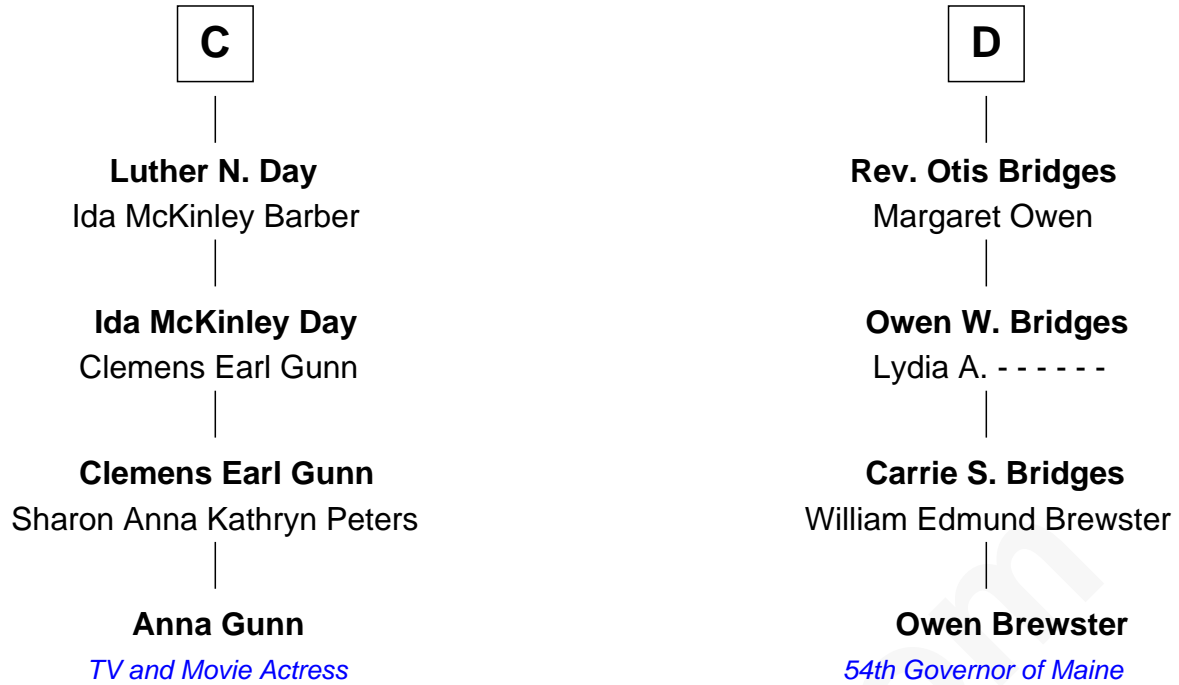 C
Luther N. Day
Ida McKinley Barber
Ida McKinley Day
Clemens Earl Gunn
Clemens Earl Gunn
Sharon Anna Kathryn Peters
Anna Gunn
TV and Movie Actress
D
Rev. Otis Bridges
Margaret Owen
Owen W. Bridges
Lydia A. - - - - - -
Carrie S. Bridges
William Edmund Brewster
Owen Brewster
54th Governor of Maine